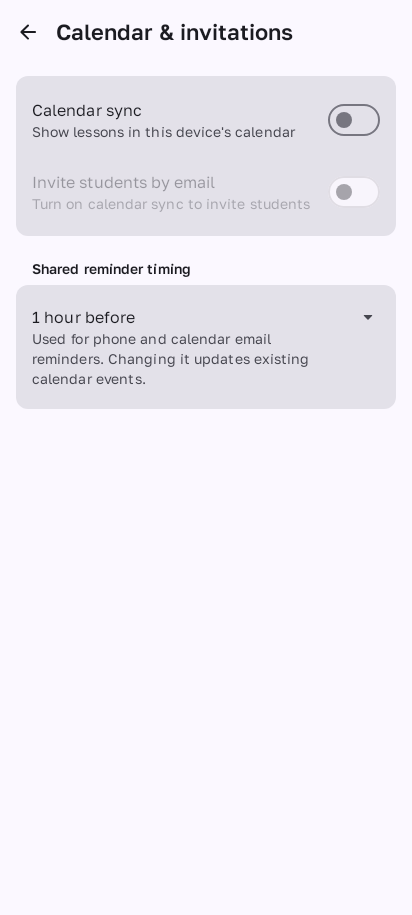 Calendar & invitations
Calendar sync
Show lessons in this device's calendar
Invite students by email
Turn on calendar sync to invite students
Shared reminder timing
1 hour before
Used for phone and calendar email
reminders. Changing it updates existing
calendar events.